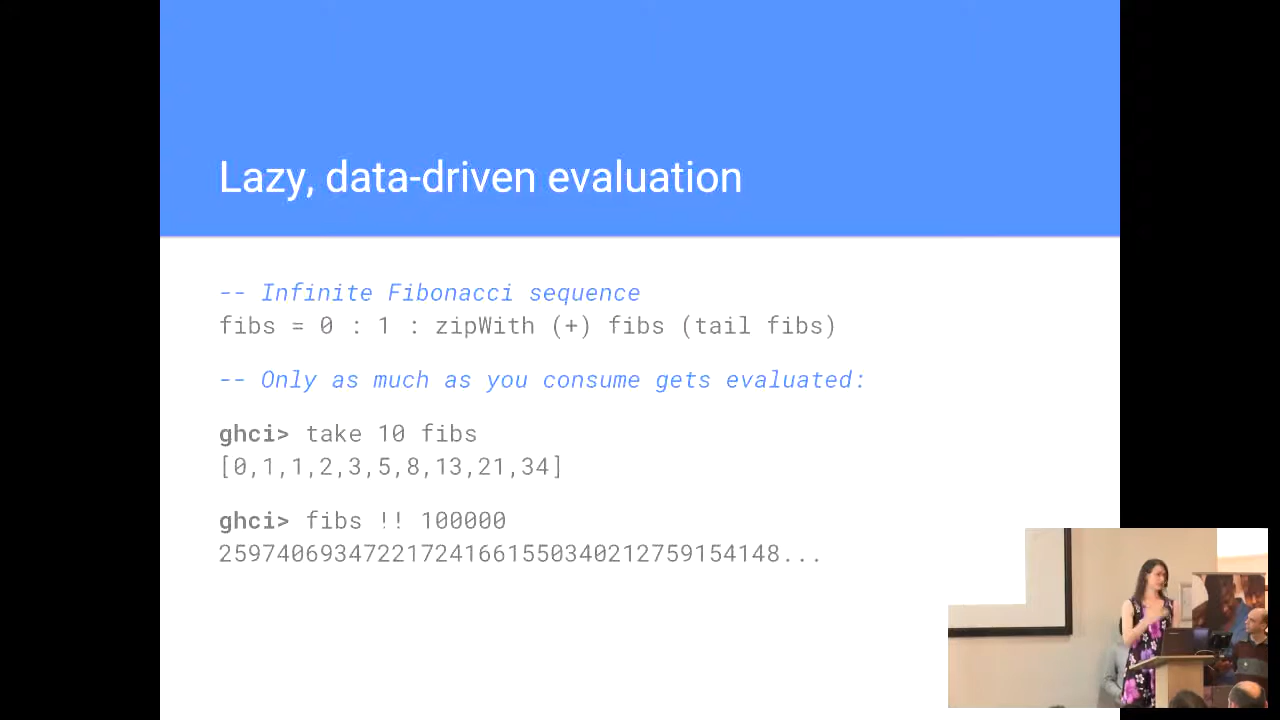 Lazy, data-driven evaluation
-- Infinite Fibonacci sequence
fibs = 0 : 1 : zipWith (+) fibs (tail fibs)
-- Only as much as you consume gets evaluated:
ghci> take 10 fibs
[0,1,1,2,3,5,8,13,21,34]
ghci> fibs !! 100000
259740693472217241661550340212759154148...